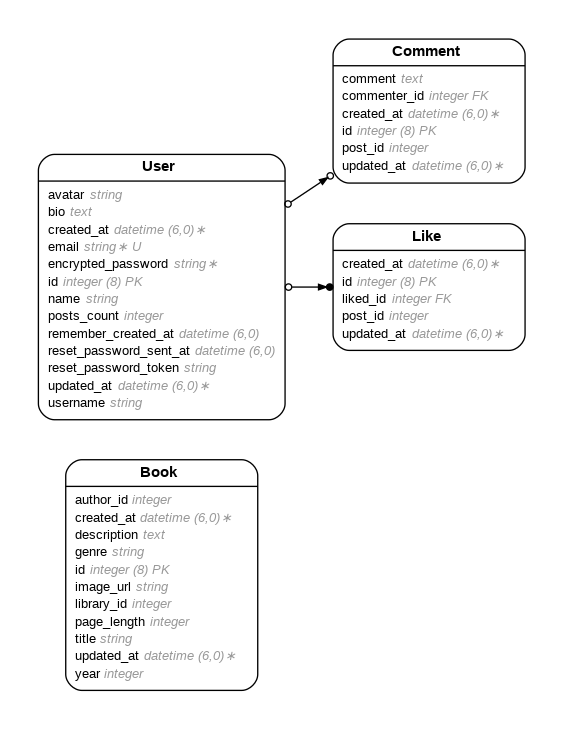 Comment
comment text
commenter_id integer FK
created_at datetime (6,0)∗
id integer (8) PK
post_id integer
updated_at datetime (6,0)∗
User
avatar string
bio text
created_at datetime (6,0)∗
email string∗ U
encrypted_password string∗
id integer (8) PK
name string
posts_count integer
remember_created_at datetime (6,0)
reset_password_sent_at datetime (6,0)
reset_password_token string
updated_at datetime (6,0)∗
username string
Like
created_at datetime (6,0)∗
id integer (8) PK
liked_id integer FK
post_id integer
updated_at datetime (6,0)∗
Book
author_id integer
created_at datetime (6,0)∗
description text
genre string
id integer (8) PK
image_url string
library_id integer
page_length integer
title string
updated_at datetime (6,0)∗
year integer